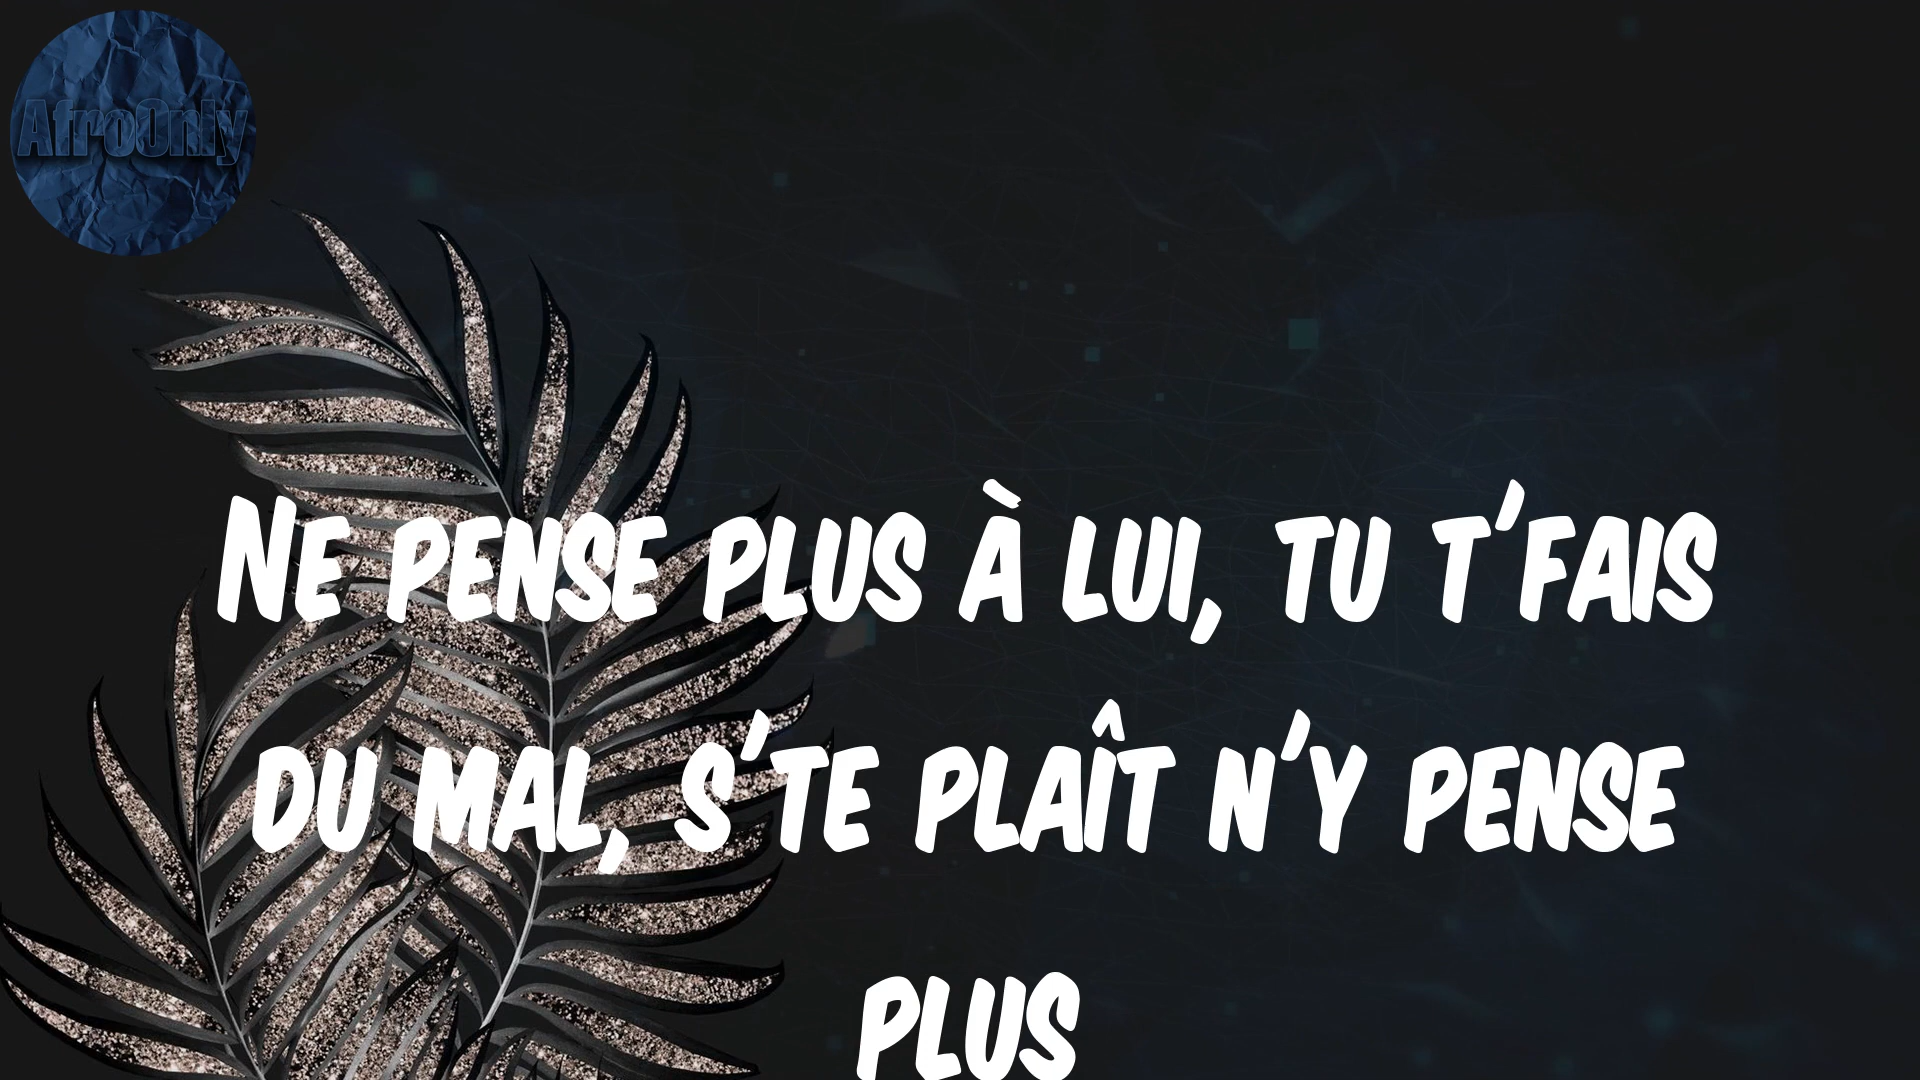 AfroOnly
Ne pense plus à lui, tu t'fais
du mal, s'te plaît n'y pense
plus